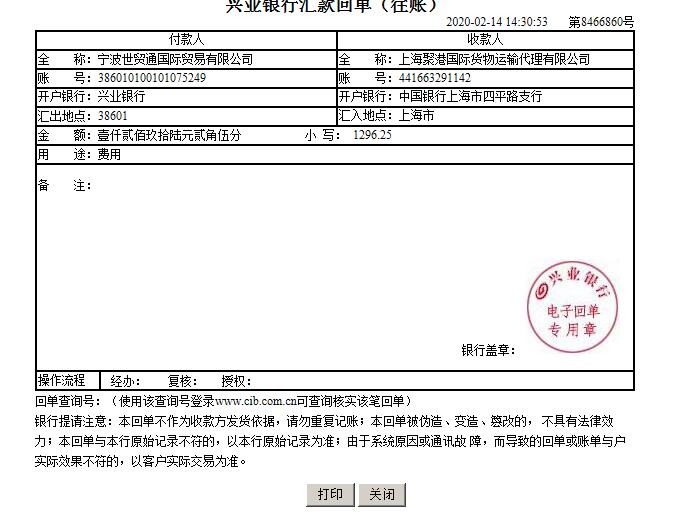 兴业银行汇款回单（往账）
2020-02-14 14:30:53 第8466860号
付款人 收款人
全 称：宁波世贸通国际贸易有限公司 全 称：上海聚港国际货物运输代理有限公司
账 号：386010100101075249 账 号：441663291142
开户银行：兴业银行 开户银行：中国银行上海市四平路支行
汇出地点：38601 汇入地点：上海市
金 额：壹仟贰佰玖拾陆元贰角伍分 小 写： 1296.25
用 途：费用
备 注：
兴业银行
电子回单
专用章
银行盖章：
操作流程 经办： 复核： 授权：
回单查询号：（使用该查询号登录www.cib.com.cn可查询核实该笔回单）
银行提请注意：本回单不作为收款方发货依据，请勿重复记账；本回单被伪造、变造、篡改的， 不具有法律效
力；本回单与本行原始记录不符的，以本行原始记录为准；由于系统原因或通讯故 障，而导致的回单或账单与户
实际效果不符的，以客户实际交易为准。
打印 关闭